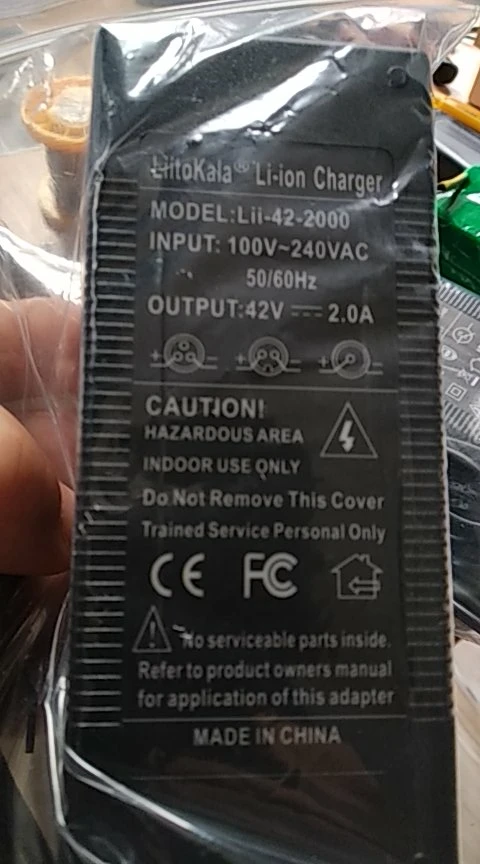 LiitoKala® Li-ion Charger
MODEL:Lii-42-2000
INPUT: 100V~240VAC
50/60Hz
OUTPUT:42V ⎓ 2.0A
CAUTION!
HAZARDOUS AREA
INDOOR USE ONLY
Do Not Remove This Cover
Trained Service Personal Only
CE FC
No serviceable parts inside.
Refer to product owners manual
for application of this adapter
MADE IN CHINA